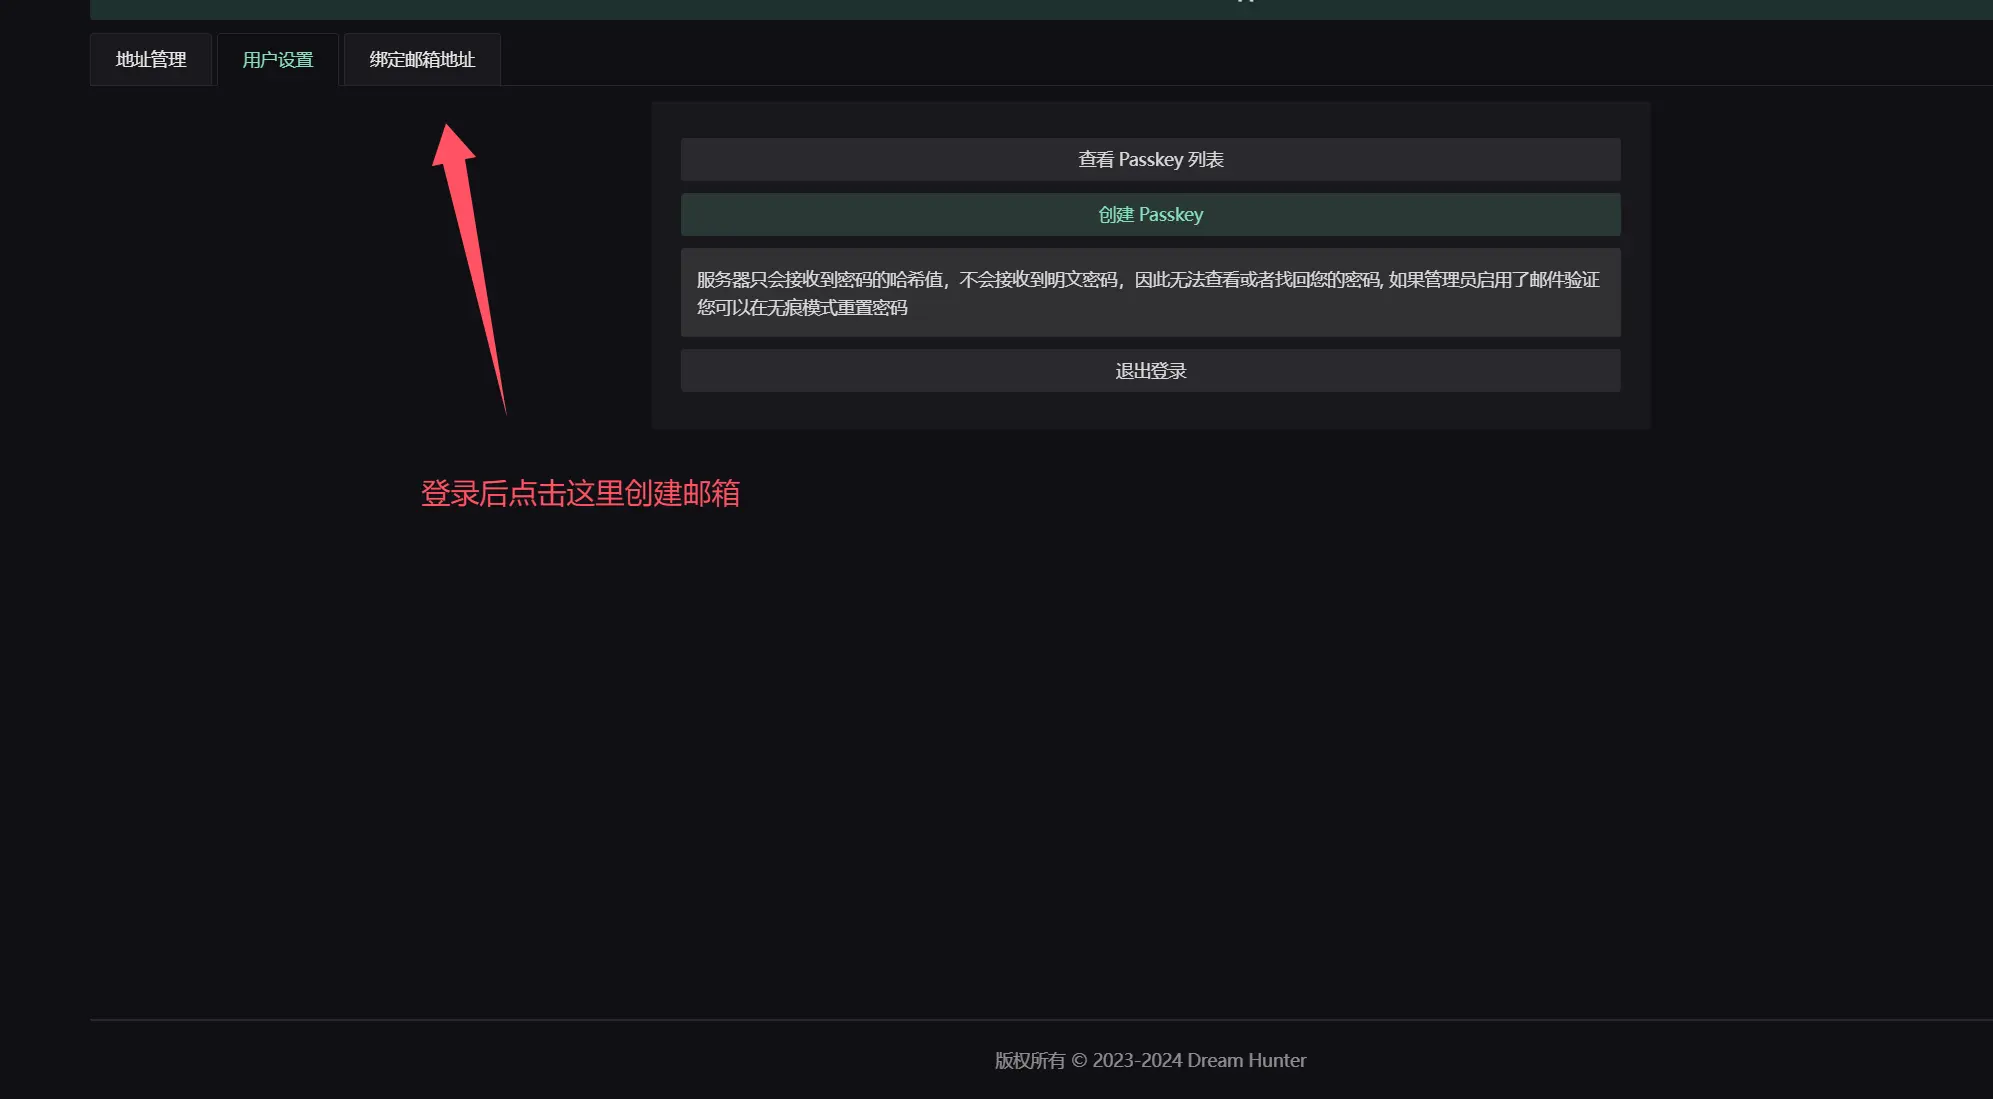 地址管理
用户设置
绑定邮箱地址
查看 Passkey 列表
创建 Passkey
服务器只会接收到密码的哈希值，不会接收到明文密码，因此无法查看或者找回您的密码, 如果管理员启用了邮件验证
您可以在无痕模式重置密码
退出登录
登录后点击这里创建邮箱
版权所有 © 2023-2024 Dream Hunter